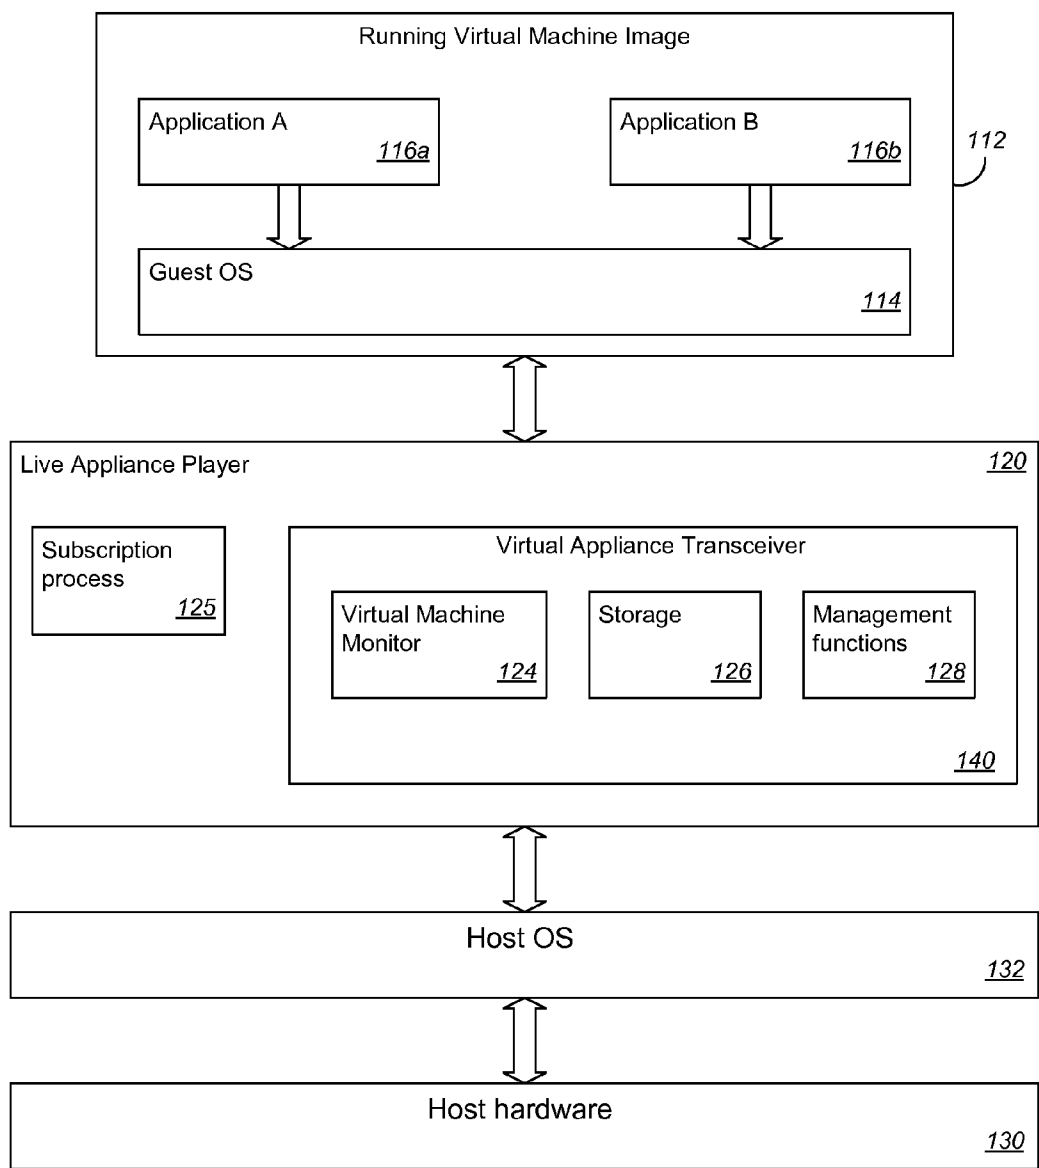 Running Virtual Machine Image
Application A
116a
Application B
116b
112
Guest OS
114
Live Appliance Player
120
Subscription
process
125
Virtual Appliance Transceiver
Virtual Machine
Monitor
124
Storage
126
Management
functions
128
140
Host OS
132
Host hardware
130